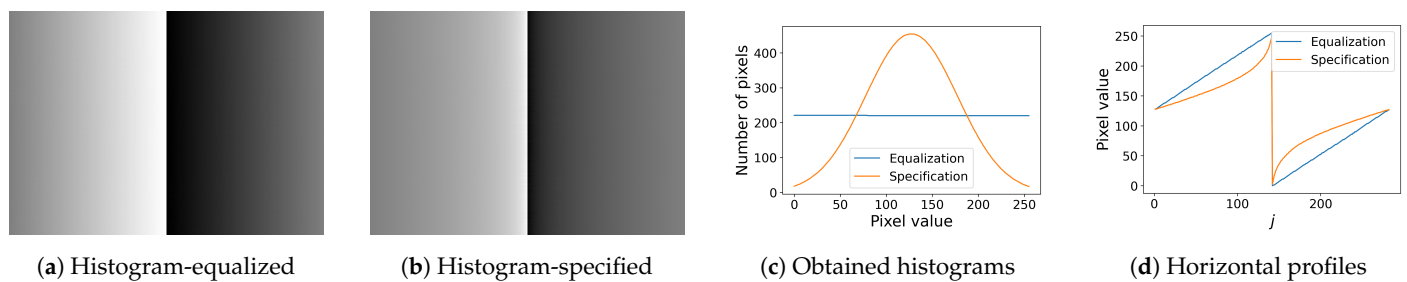 Number of pixels
400
300
200
100
0
Equalization
Specification
0 50 100 150 200 250
Pixel value
Pixel value
250
200
150
100
50
0
Equalization
Specification
0 200
j
(a) Histogram-equalized
(b) Histogram-specified
(c) Obtained histograms
(d) Horizontal profiles